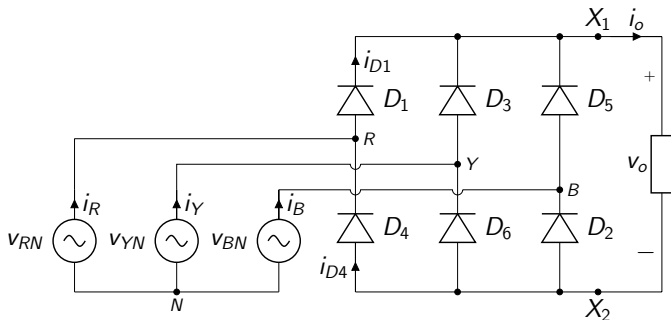 X1 io
iD1
D1 D3 D5
+
R
Y
vo
B
iR iY iB
vRN vYN vBN
D4 D6 D2
−
iD4
N
X2